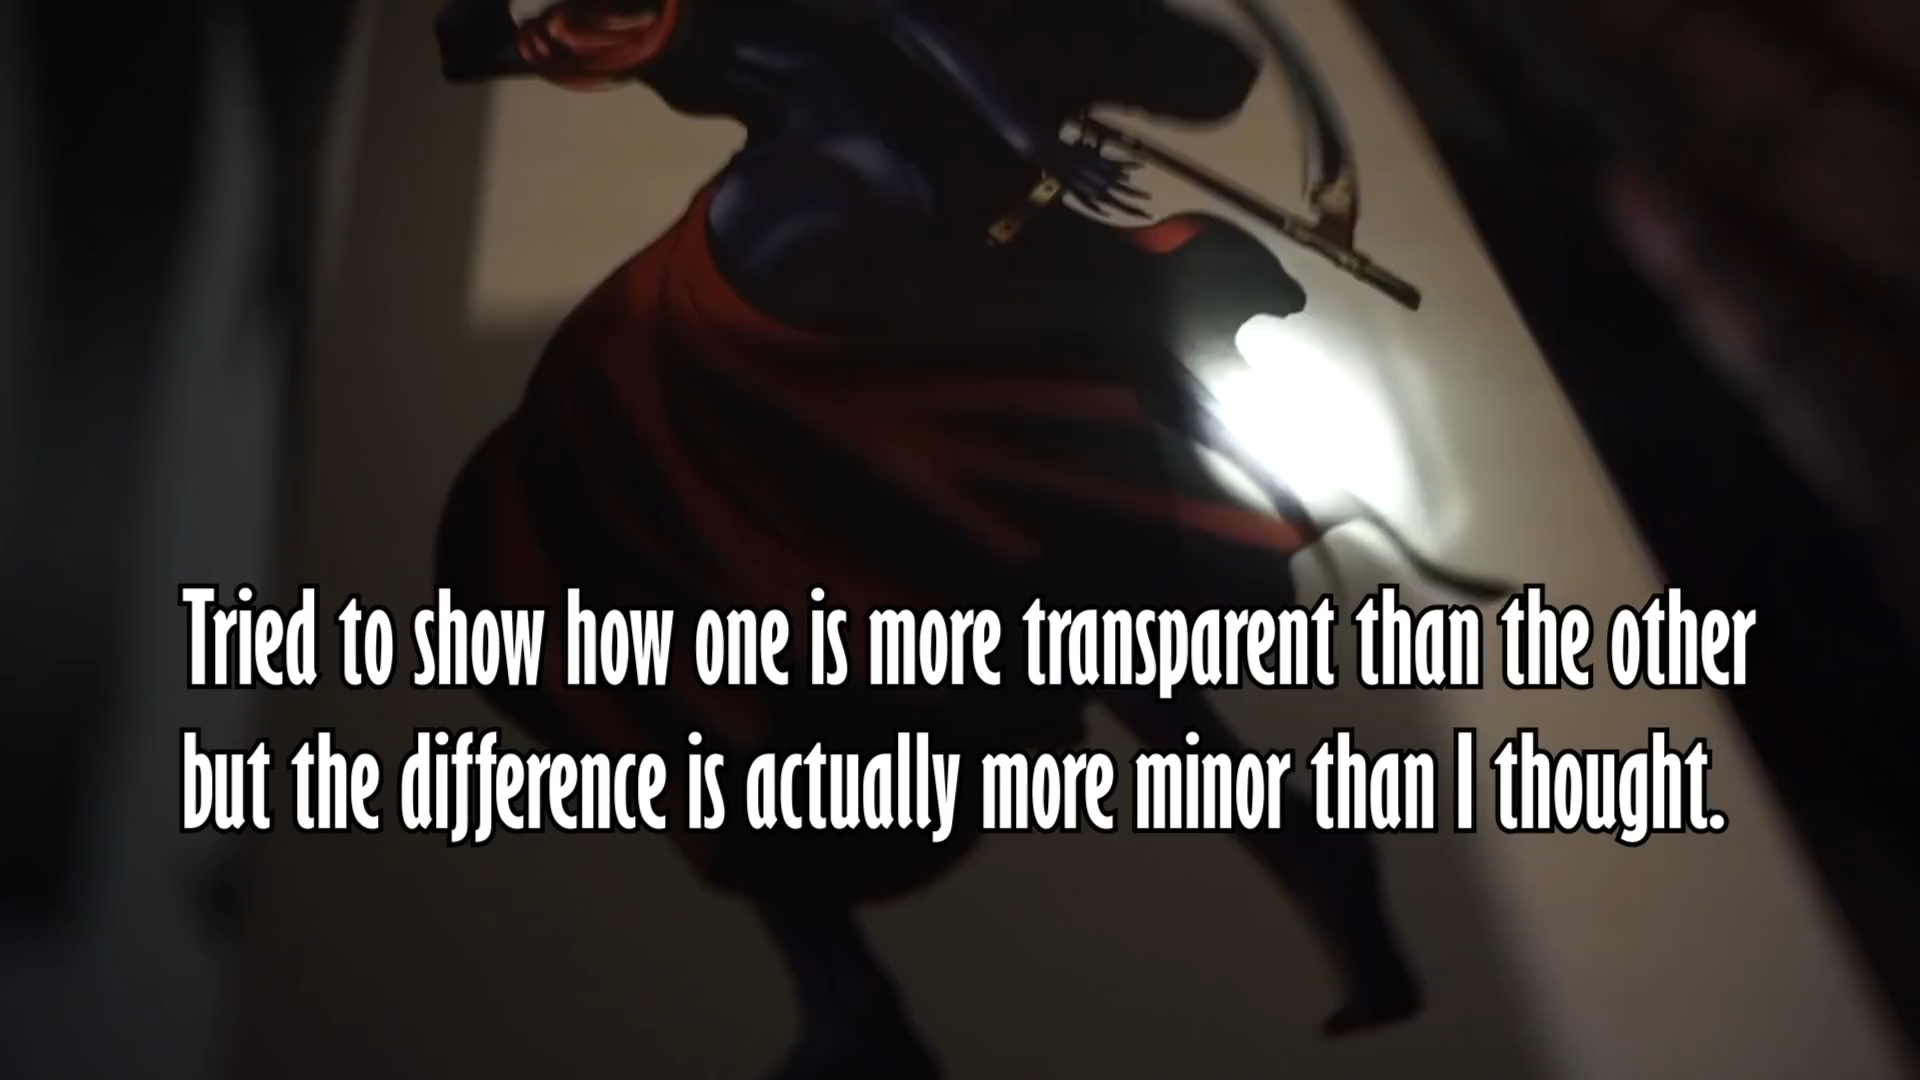 Tried to show how one is more transparent than the other
but the difference is actually more minor than I thought.